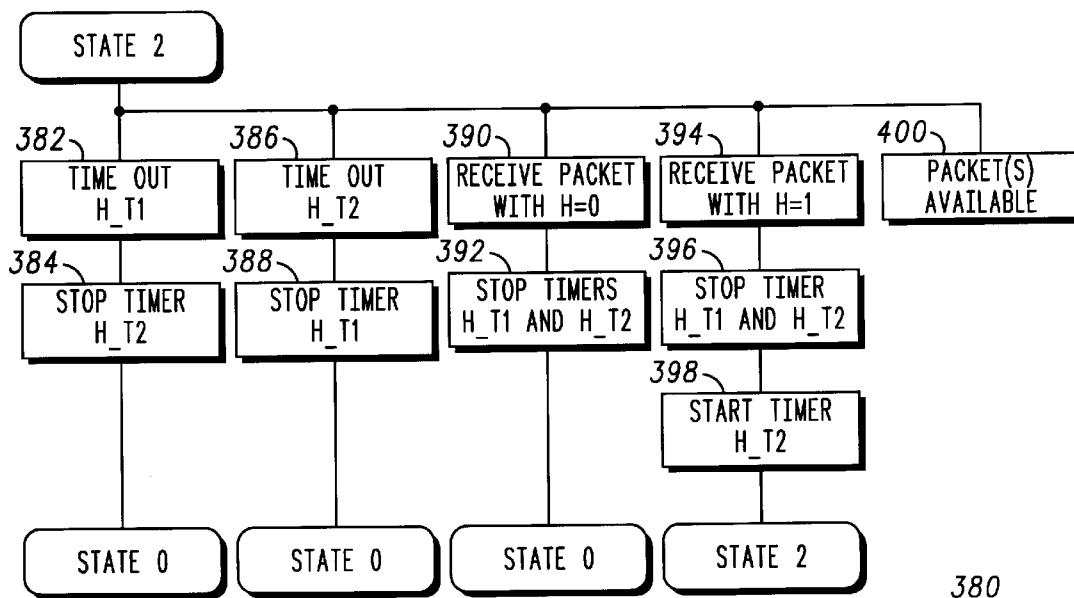 STATE 2
382
TIME OUT
H_T1
386
TIME OUT
H_T2
390
RECEIVE PACKET
WITH H=0
394
RECEIVE PACKET
WITH H=1
400
PACKET(S)
AVAILABLE
384
STOP TIMER
H_T2
388
STOP TIMER
H_T1
392
STOP TIMERS
H_T1 AND H_T2
396
STOP TIMER
H_T1 AND H_T2
398
START TIMER
H_T2
STATE 0
STATE 0
STATE 0
STATE 2
380